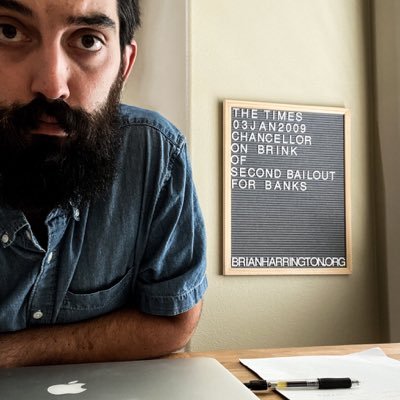 THE TIMES
03JAN2009
CHANCELLOR
ON BRINK
OF
SECOND BAILOUT
FOR BANKS
BRIANHARRINGTON.ORG